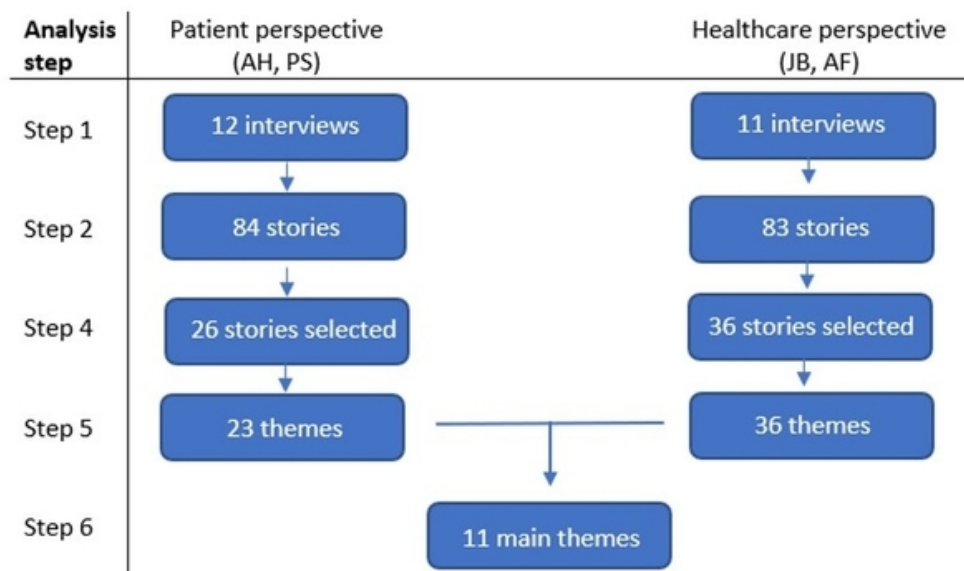 Analysis step
Patient perspective (AH, PS)
Healthcare perspective (JB, AF)
Step 1
12 interviews
11 interviews
Step 2
84 stories
83 stories
Step 4
26 stories selected
36 stories selected
Step 5
23 themes
36 themes
Step 6
11 main themes